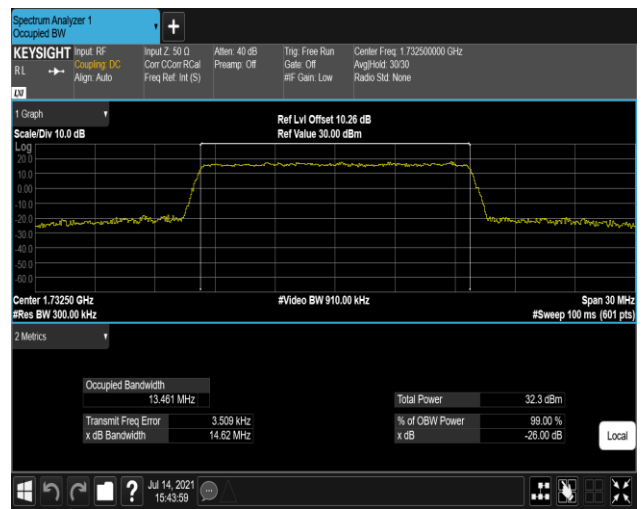 Spectrum Analyzer 1
Occupied BW
+
KEYSIGHT Input: RF Input Z: 50 Ω Atten: 40 dB Trig: Free Run Center Freq: 1.732500000 GHz
RL Coupling: DC Corr CCorr RCal Preamp: Off Gate: Off Avg|Hold: 30/30
Align: Auto Freq Ref: Int (S) #IF Gain: Low Radio Std: None
LXI
1 Graph
Ref Lvl Offset 10.26 dB
Scale/Div 10.0 dB Ref Value 30.00 dBm
Log
20.0
10.0
0.00
-10.0
-20.0
-30.0
-40.0
-50.0
-60.0
Center 1.73250 GHz #Video BW 910.00 kHz Span 30 MHz
#Res BW 300.00 kHz #Sweep 100 ms (601 pts)
2 Metrics
Occupied Bandwidth
13.461 MHz Total Power 32.3 dBm
Transmit Freq Error 3.509 kHz % of OBW Power 99.00 %
x dB Bandwidth 14.62 MHz x dB -26.00 dB
Local
? Jul 14, 2021
15:43:59